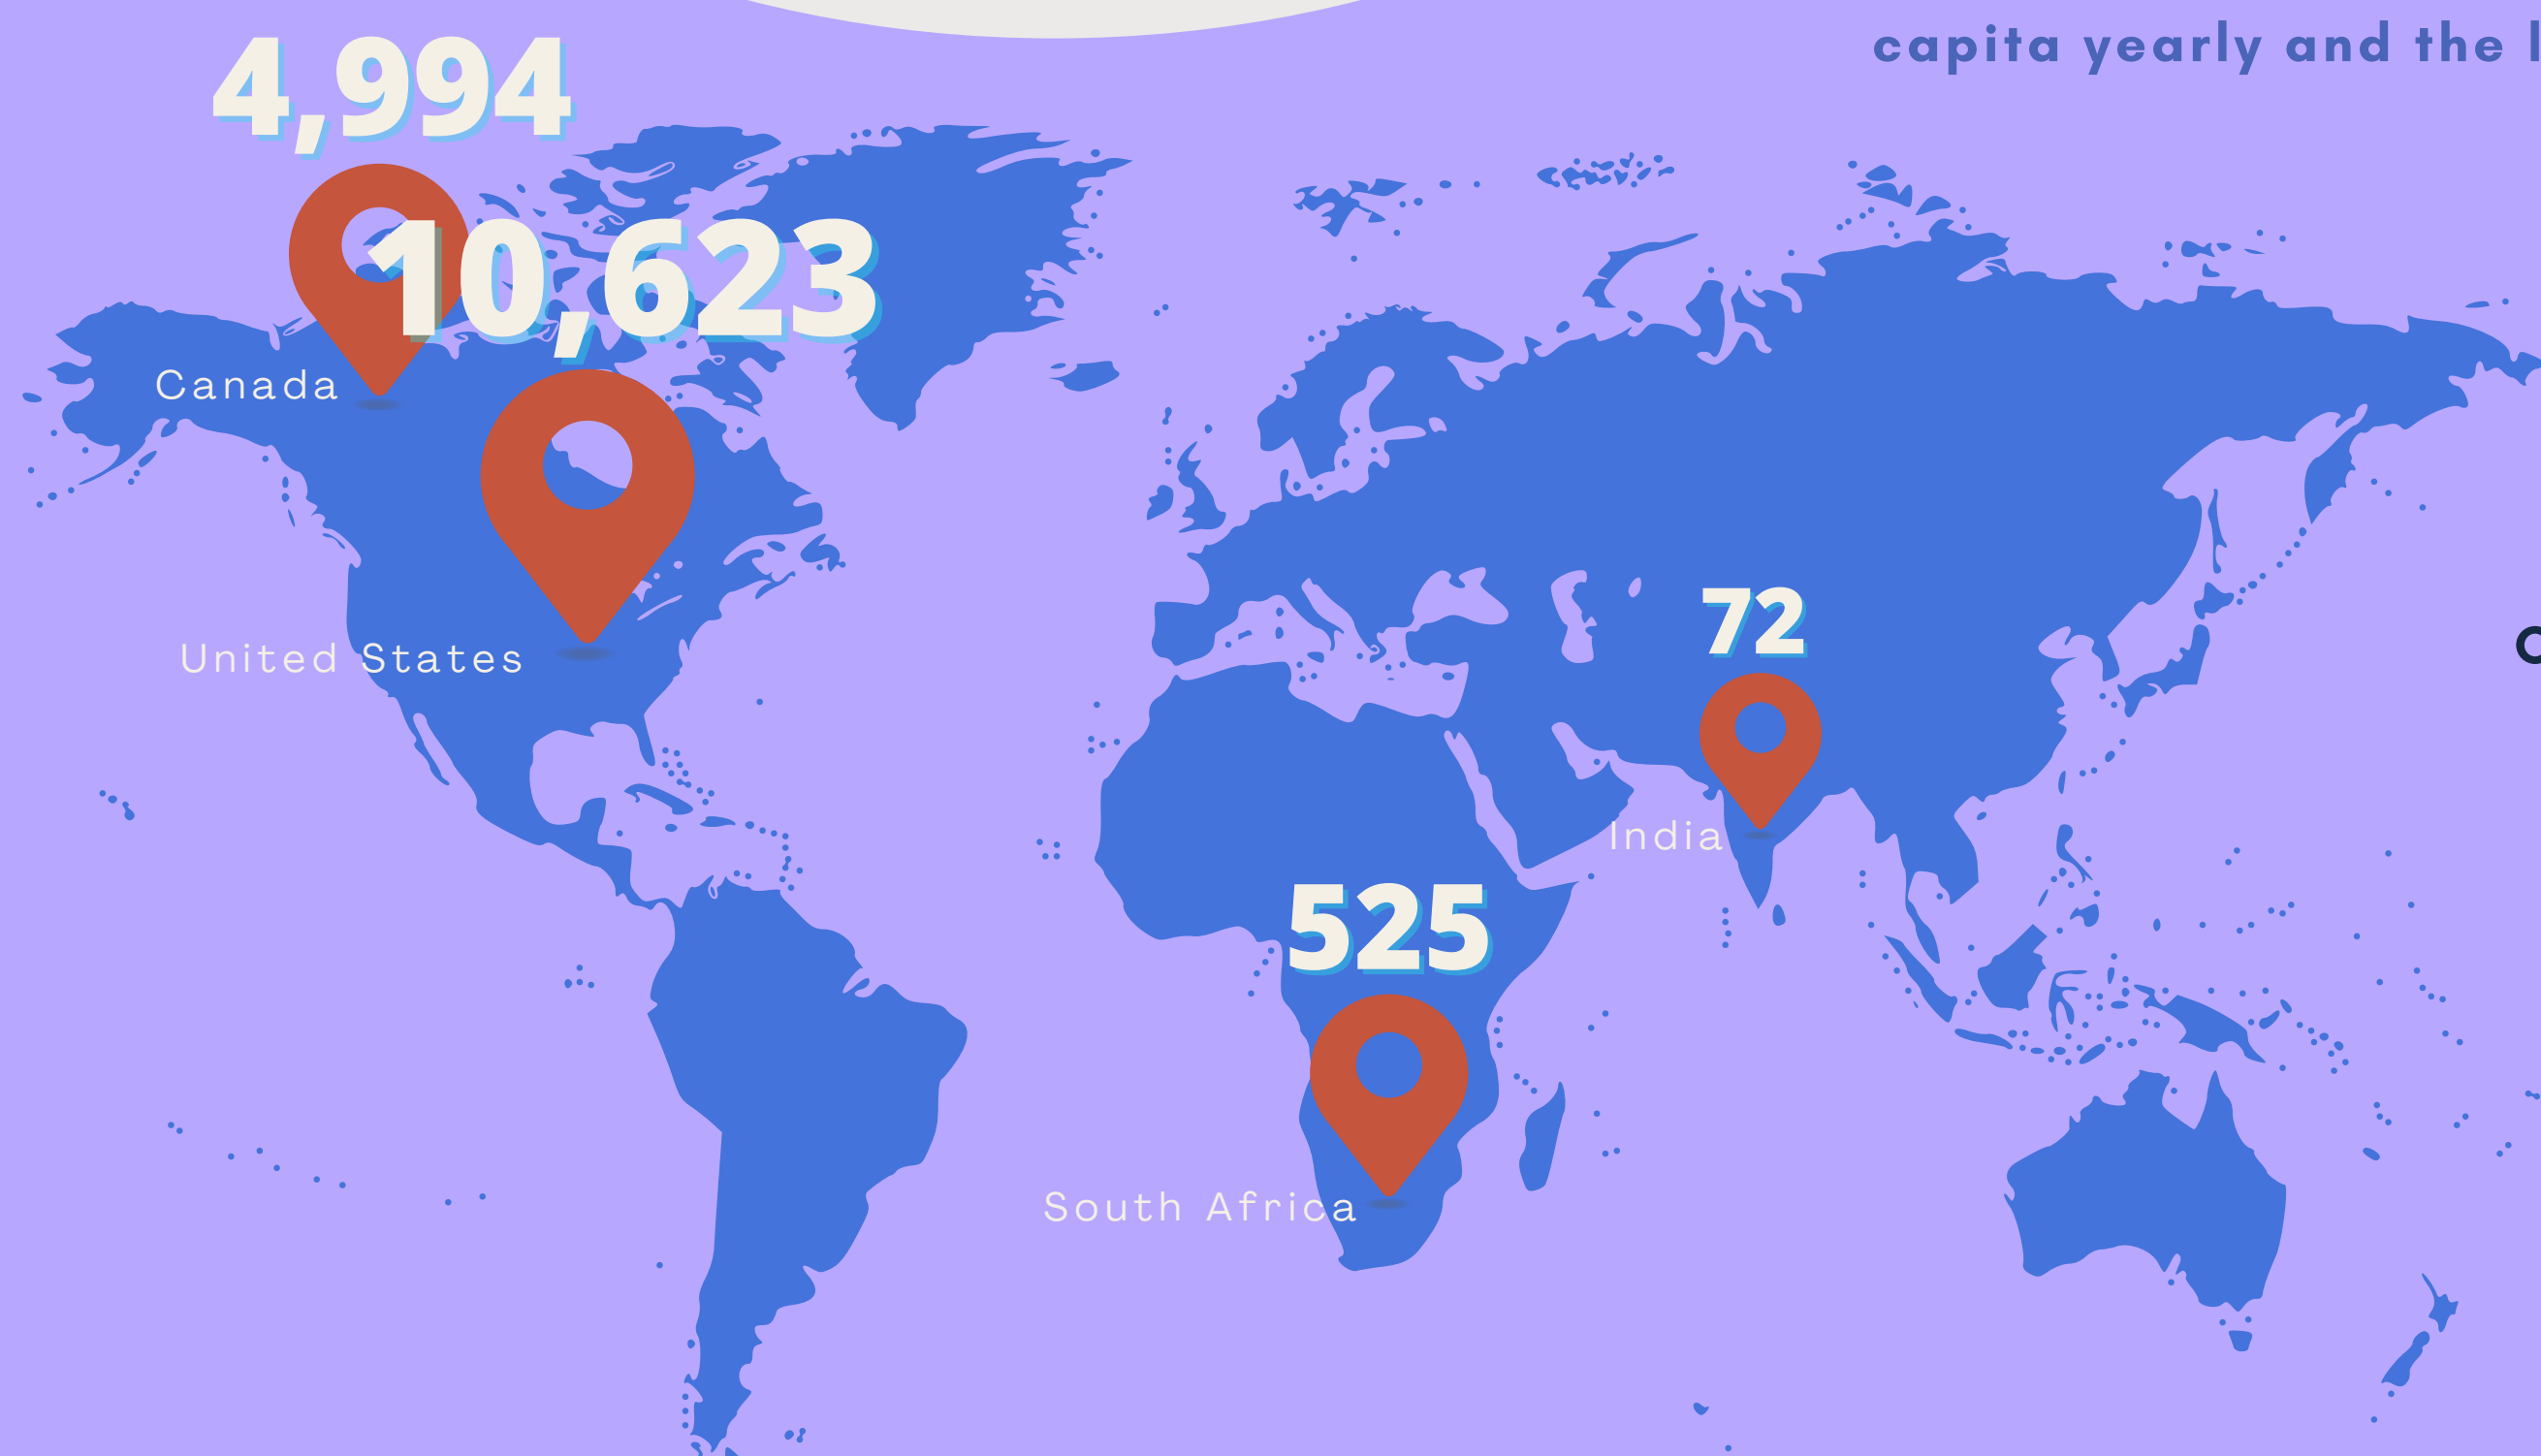 capita yearly and the
4,994
10,623
Canada
United States
72
India
525
South Africa